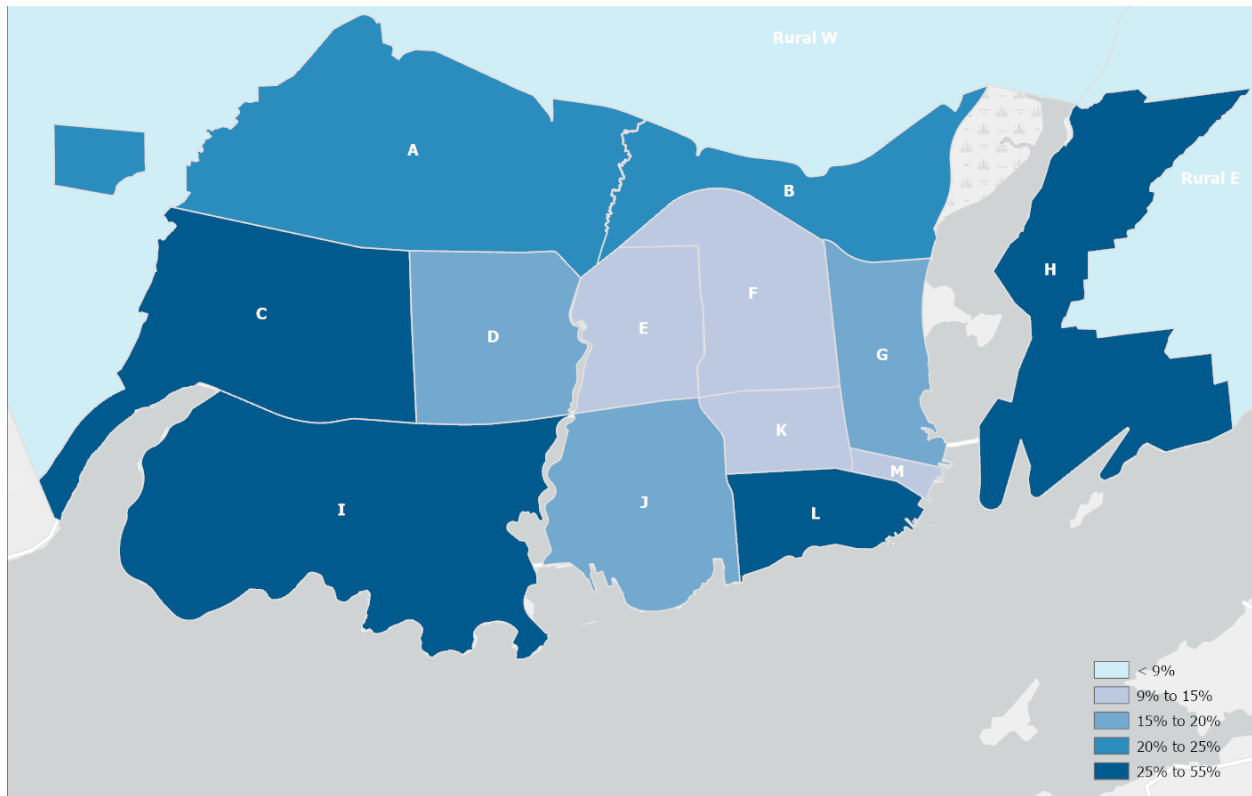 Rural W
A
B
Rural E
H
C
F
E
D
G
K
M
I
J
L
< 9%
9% to 15%
15% to 20%
20% to 25%
25% to 55%